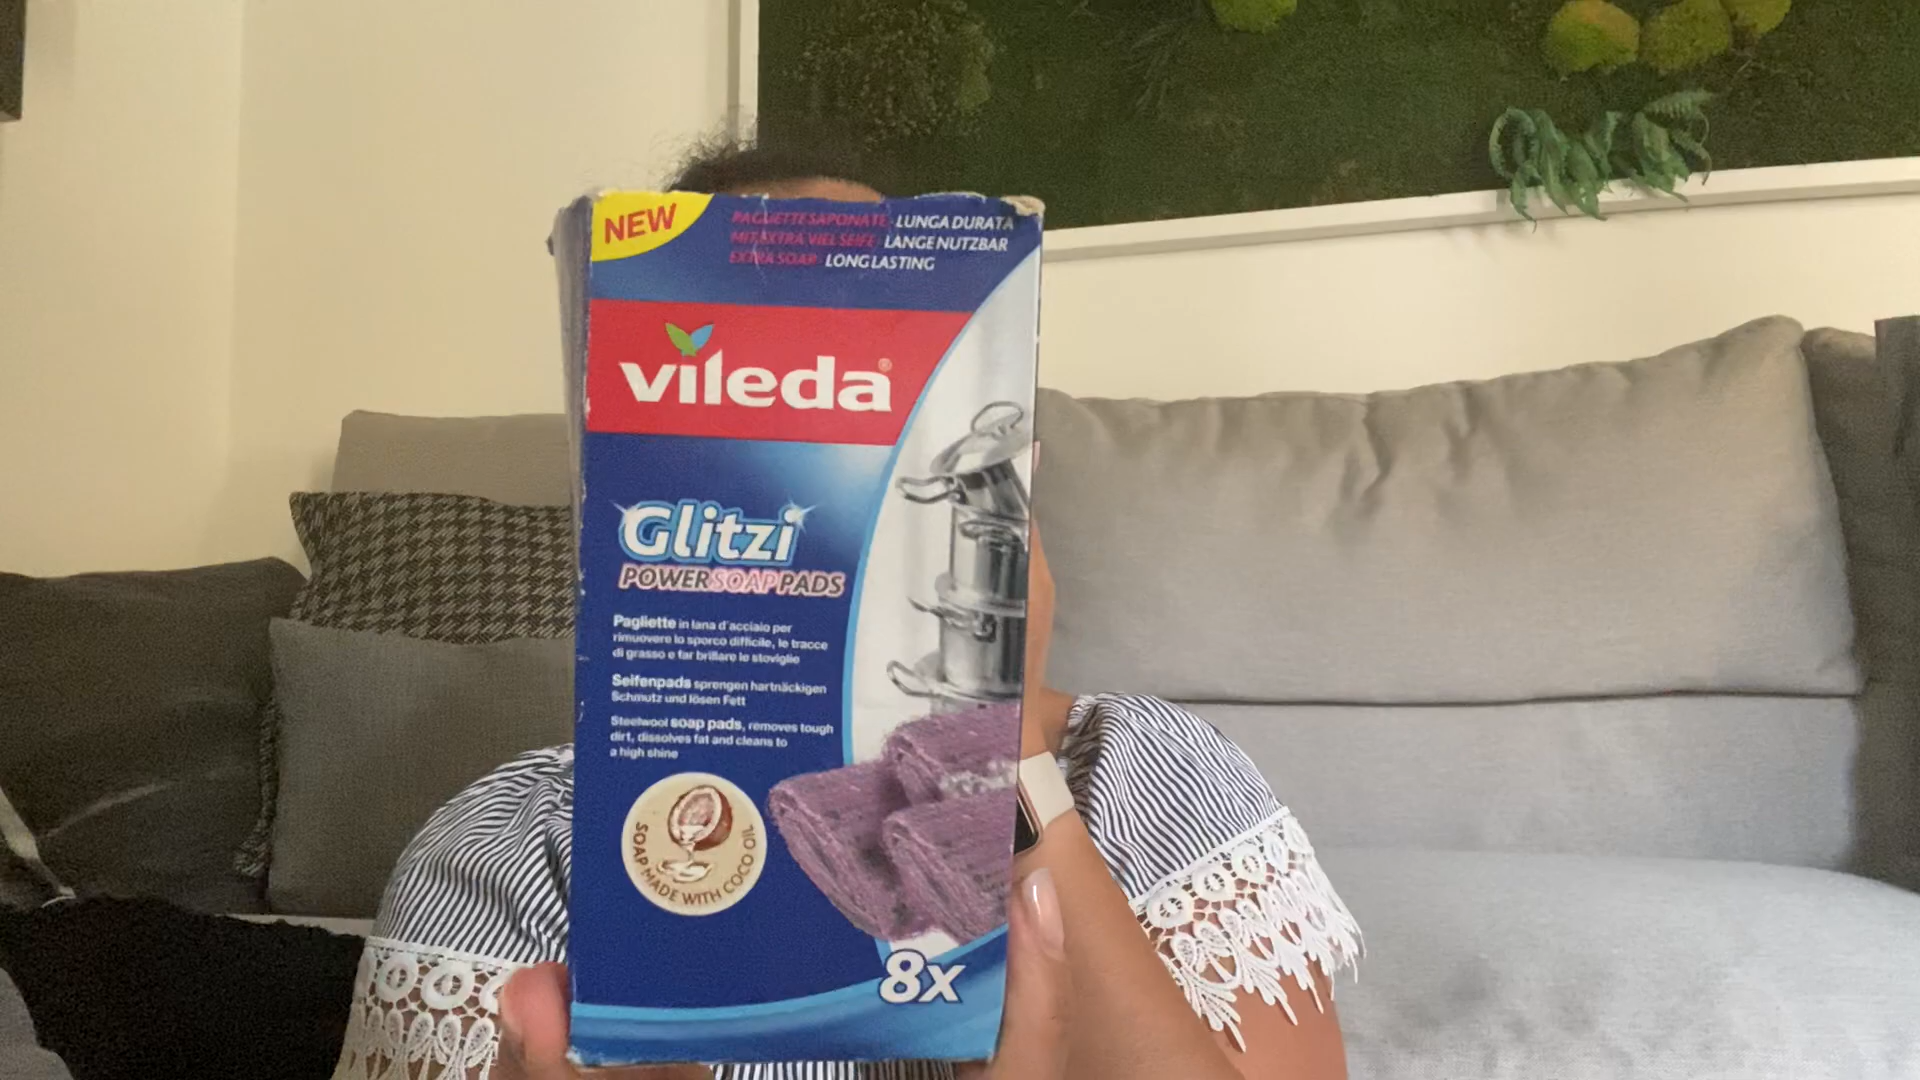 NEW
PAGLIETTE SAPONATE - LUNGA DURATA
MIT EXTRA VIEL SEIFE - LANGE NUTZBAR
EXTRA SOAP - LONG LASTING
vileda®
Glitzi
POWERSOAPPADS
Pagliette in lana d'acciaio per
rimuovere lo sporco difficile, le tracce
di grasso e far brillare le stoviglie
Seifenpads sprengen hartnäckigen
Schmutz und lösen Fett
Steelwool soap pads, removes tough
dirt, dissolves fat and cleans to
a high shine
SOAP MADE WITH COCO OIL
8x